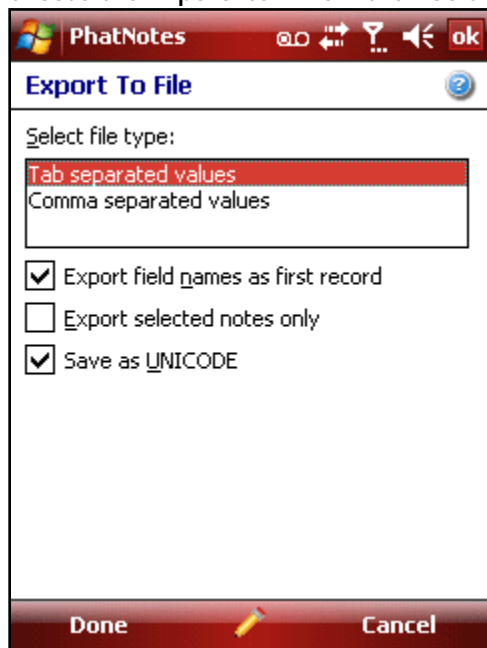 PhatNotes
ok
Export To File
Select file type:
Tab separated values
Comma separated values
Export field names as first record
Export selected notes only
Save as UNICODE
Done Cancel